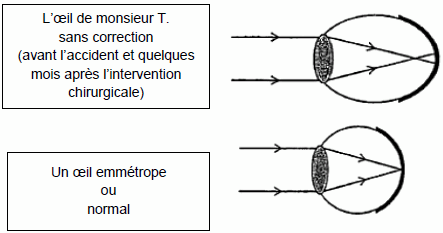 L'œil de monsieur T.
sans correction
(avant l'accident et quelques
mois après l'intervention
chirurgicale)
Un œil emmétrope
ou
normal